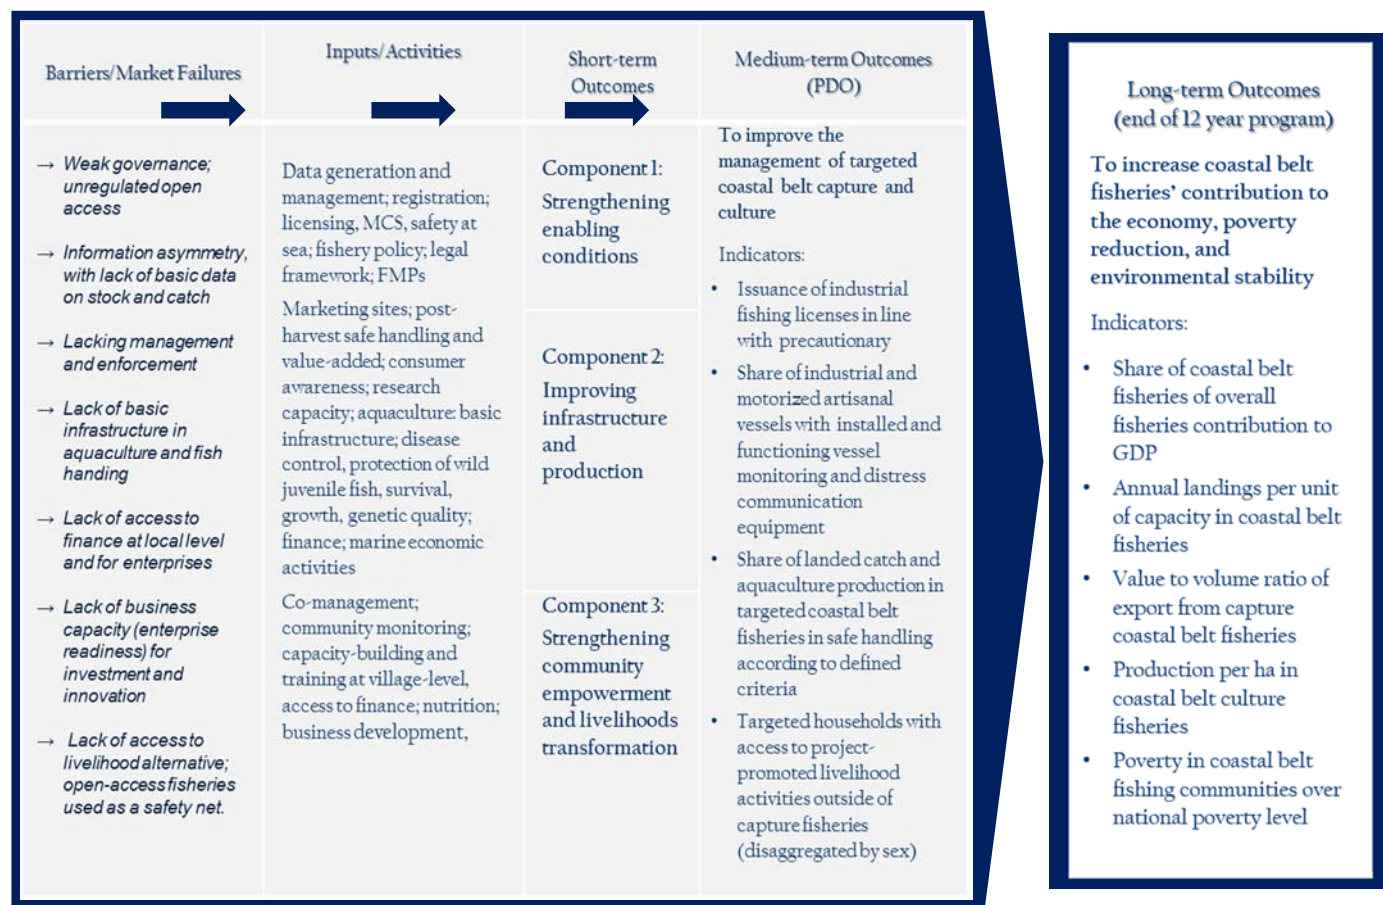 Barriers/Market Failures
→ Weak governance;
unregulated open
access
→ Information asymmetry,
with lack of basic data
on stock and catch
→ Lacking management
and enforcement
→ Lack of basic
infrastructure in
aquaculture and fish
handing
→ Lack of access to
finance at local level
and for enterprises
→ Lack of business
capacity (enterprise
readiness) for
investment and
innovation
→ Lack of access to
livelihood alternative;
open-access fisheries
used as a safety net.
Inputs/Activities
Data generation and
management; registration;
licensing, MCS, safety at
sea; fishery policy; legal
framework; FMPs
Marketing sites; post-
harvest safe handling and
value-added; consumer
awareness; research
capacity; aquaculture: basic
infrastructure; disease
control, protection of wild
juvenile fish, survival,
growth, genetic quality;
finance; marine economic
activities
Co-management;
community monitoring;
capacity-building and
training at village-level,
access to finance; nutrition;
business development,
Short-term
Outcomes
Component 1:
Strengthening
enabling
conditions
Component 2:
Improving
infrastructure
and
production
Component 3:
Strengthening
community
empowerment
and livelihoods
transformation
Medium-term Outcomes
(PDO)
To improve the
management of targeted
coastal belt capture and
culture
Indicators:
• Issuance of industrial
fishing licenses in line
with precautionary
• Share of industrial and
motorized artisanal
vessels with installed and
functioning vessel
monitoring and distress
communication
equipment
• Share of landed catch and
aquaculture production in
targeted coastal belt
fisheries in safe handling
according to defined
criteria
• Targeted households with
access to project-
promoted livelihood
activities outside of
capture fisheries
(disaggregated by sex)
Long-term Outcomes
(end of 12 year program)
To increase coastal belt
fisheries' contribution to
the economy, poverty
reduction, and
environmental stability
Indicators:
• Share of coastal belt
fisheries of overall
fisheries contribution to
GDP
• Annual landings per unit
of capacity in coastal belt
fisheries
• Value to volume ratio of
export from capture
coastal belt fisheries
• Production per ha in
coastal belt culture
fisheries
• Poverty in coastal belt
fishing communities over
national poverty level